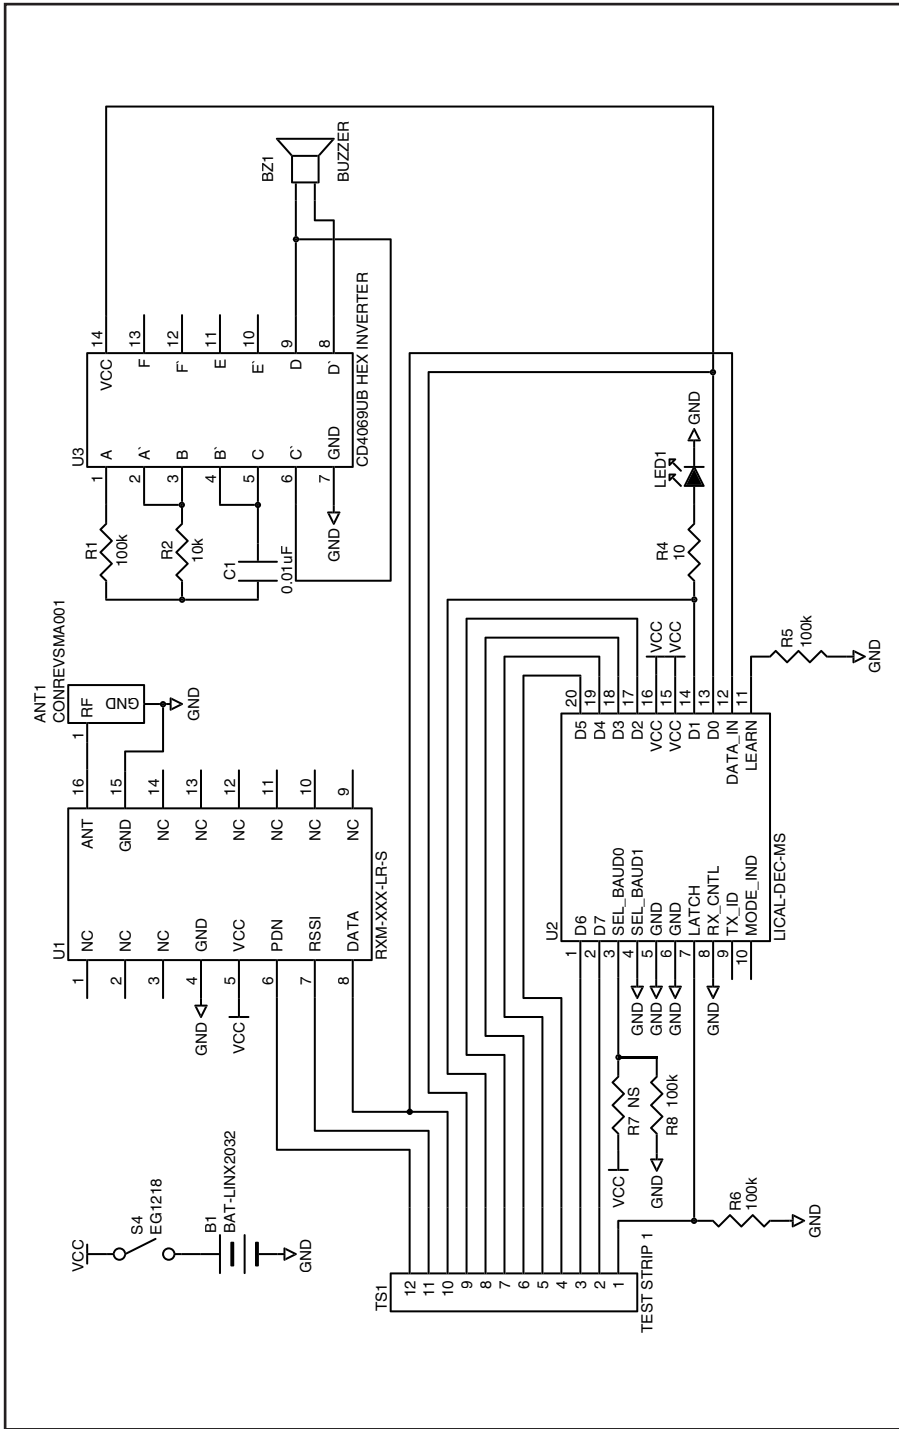 VCC
S4
EG1218
B1
BAT-LINX2032
GND
U1
1 NC
2 NC
3 NC
4 GND
5 VCC
6 PDN
7 RSSI
8 DATA
ANT 16
GND 15
NC 14
NC 13
NC 12
NC 11
NC 10
NC 9
RXM-XXX-LR-S
GND
VCC
ANT1
CONREVSMA001
1 RF
GND
GND
U3
1 A
2 A`
3 B
4 B`
5 C
6 C`
7 GND
VCC 14
F 13
F` 12
E 11
E` 10
D 9
D` 8
CD4069UB HEX INVERTER
R1
100k
R2
10k
C1
0.01uF
GND
BZ1
BUZZER
TS1
12
11
10
9
8
7
6
5
4
3
2
1
TEST STRIP 1
U2
1 D6
2 D7
3 SEL_BAUD0
4 SEL_BAUD1
5 GND
6 GND
7 LATCH
8 RX_CNTL
9 TX_ID
10 MODE_IND
D5 20
D4 19
D3 18
D2 17
VCC 16
VCC 15
D1 14
D0 13
DATA_IN 12
LEARN 11
LICAL-DEC-MS
GND
GND
GND
GND
VCC
R7 NS
GND
R8 100k
R6
100k
GND
VCC
VCC
R4
10
LED1
GND
R5
100k
GND